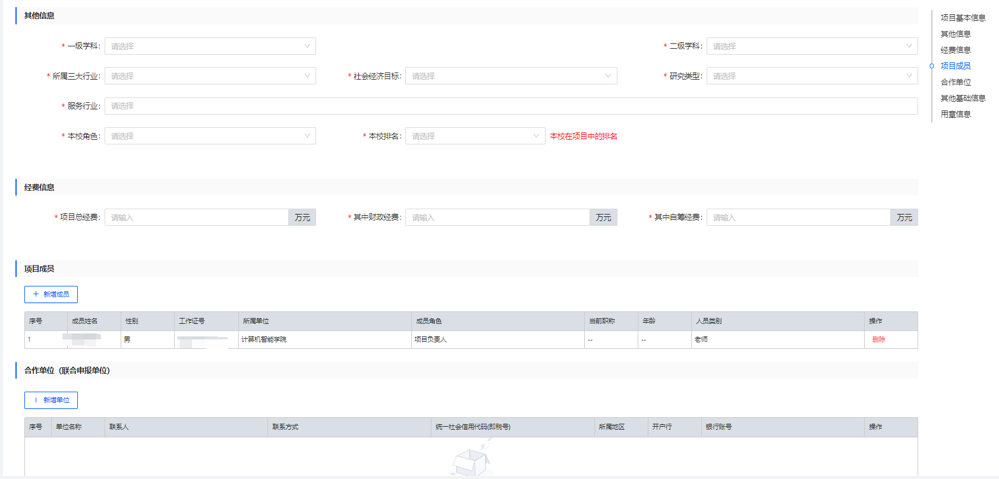 其他信息
* 一级学科: 请选择 * 二级学科: 请选择
* 所属三大行业: 请选择 * 社会经济目标: 请选择 * 研究类型: 请选择
* 服务行业: 请选择
* 本校角色: 请选择 * 本校排名: 请选择 本校在项目中的排名
经费信息
* 项目总经费: 请输入 万元 * 其中财政经费: 请输入 万元 * 其中自筹经费: 请输入 万元
项目成员
+ 新增成员
序号 成员姓名 性别 工作证号 所属单位 成员角色 当前职称 年龄 人员类别 操作
1 男 计算机智能学院 项目负责人 -- -- 老师 删除
合作单位（联合申报单位）
新增单位
序号 单位名称 联系人 联系方式 统一社会信用代码(即税号) 所属地区 开户行 银行账号 操作
项目基本信息
其他信息
经费信息
项目成员
合作单位
其他基础信息
用章信息